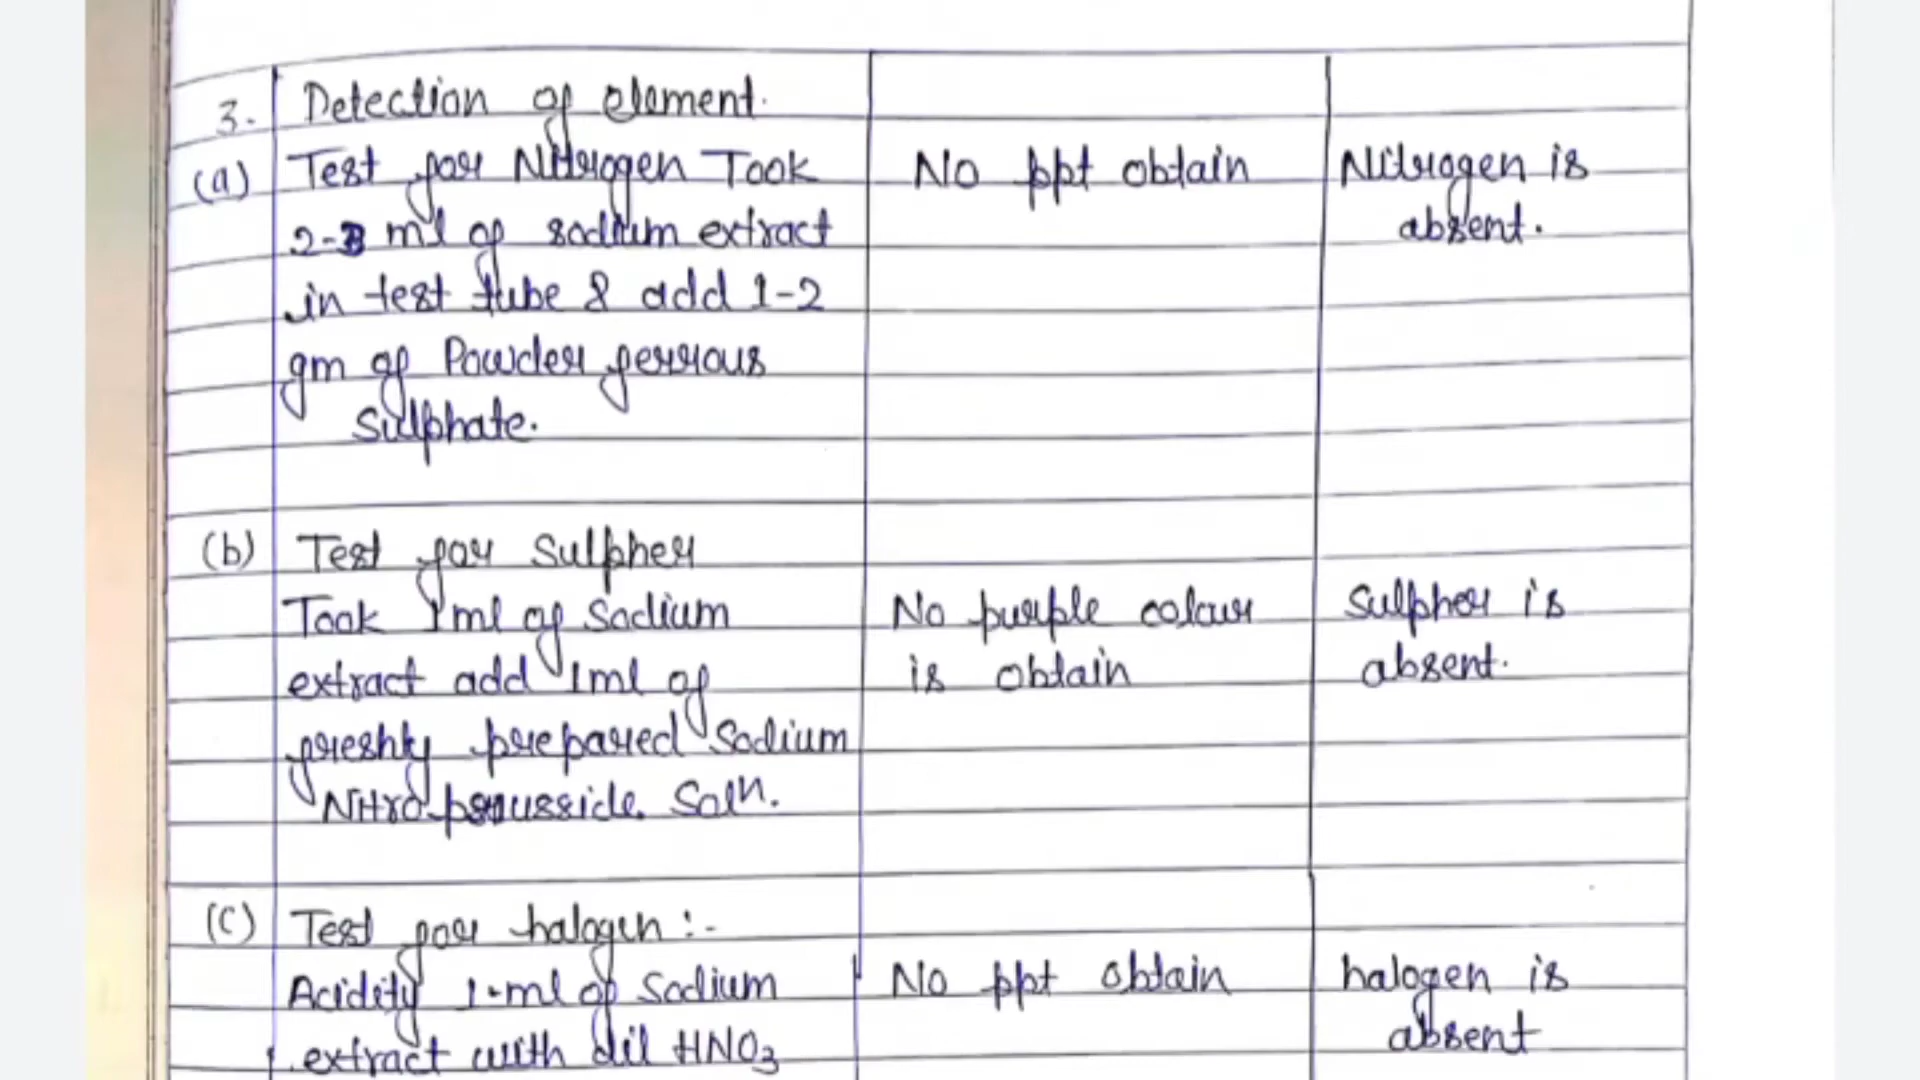 3. Detection of element.
(a) Test for Nitrogen Took No ppt obtain Nitrogen is
2-3 ml of sodium extract absent.
in test tube & add 1-2
gm of Powder ferrous
Sulphate.
(b) Test for Sulpher
Took 1ml of Sodium No purple colour Sulpher is
extract add 1ml of is obtain absent.
freshly prepared Sodium
Nitro prusside Soln.
(C) Test for halogen :-
Acidity 1-ml of Sodium No ppt obtain halogen is
extract with dil HNO3 absent